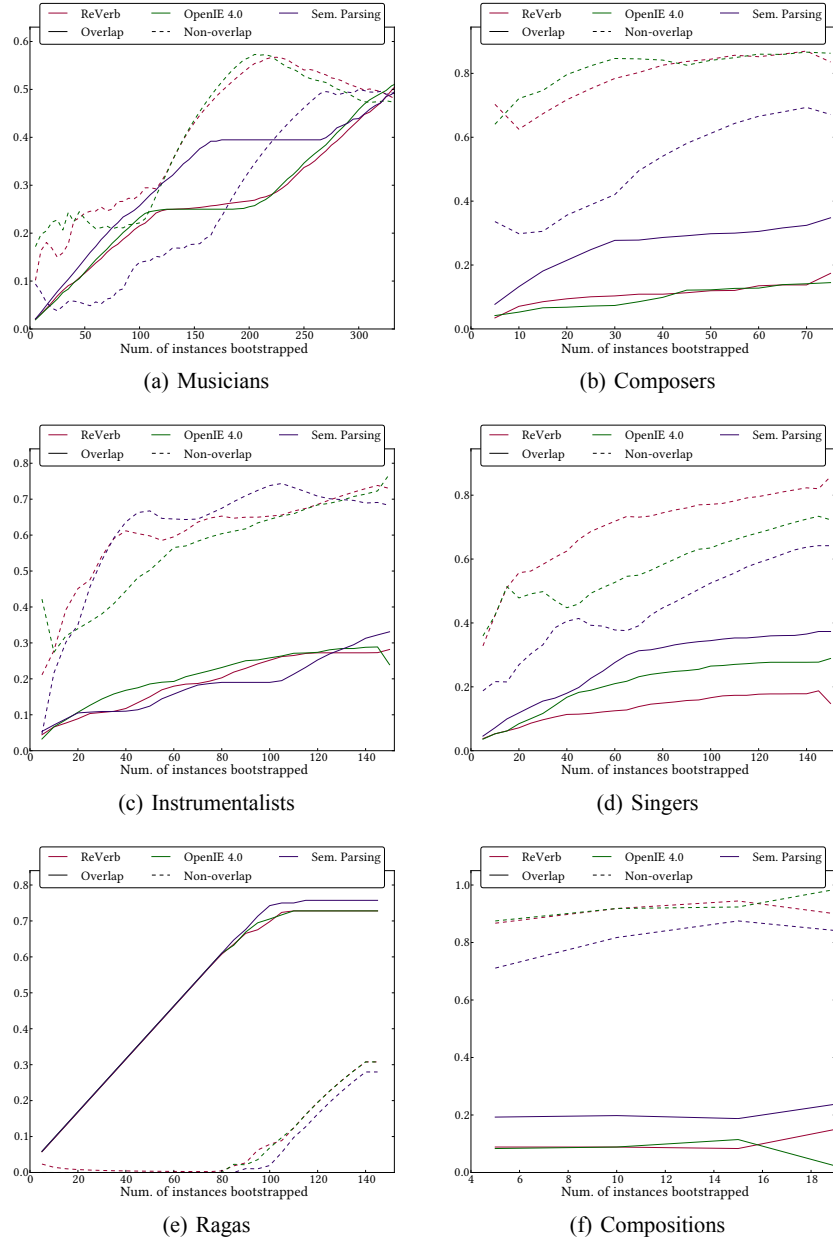 ReVerb OpenIE 4.0 Sem. Parsing
Overlap Non-overlap
0.6
0.5
0.4
0.3
0.2
0.1
0.0
0 50 100 150 200 250 300
Num. of instances bootstrapped
(a) Musicians
ReVerb OpenIE 4.0 Sem. Parsing
Overlap Non-overlap
0.8
0.6
0.4
0.2
0.0
0 10 20 30 40 50 60 70
Num. of instances bootstrapped
(b) Composers
ReVerb OpenIE 4.0 Sem. Parsing
Overlap Non-overlap
0.8
0.7
0.6
0.5
0.4
0.3
0.2
0.1
0.0
0 20 40 60 80 100 120 140
Num. of instances bootstrapped
(c) Instrumentalists
ReVerb OpenIE 4.0 Sem. Parsing
Overlap Non-overlap
0.8
0.6
0.4
0.2
0.0
0 20 40 60 80 100 120 140
Num. of instances bootstrapped
(d) Singers
ReVerb OpenIE 4.0 Sem. Parsing
Overlap Non-overlap
0.8
0.7
0.6
0.5
0.4
0.3
0.2
0.1
0.0
0 20 40 60 80 100 120 140
Num. of instances bootstrapped
(e) Ragas
ReVerb OpenIE 4.0 Sem. Parsing
Overlap Non-overlap
1.0
0.8
0.6
0.4
0.2
0.0
4 6 8 10 12 14 16 18
Num. of instances bootstrapped
(f) Compositions